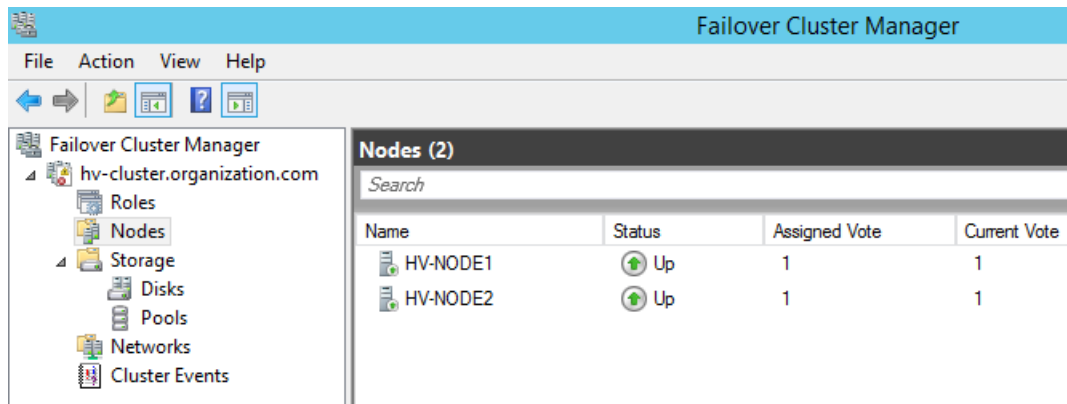 Failover Cluster Manager
File Action View Help
Failover Cluster Manager
hv-cluster.organization.com
Roles
Nodes
Storage
Disks
Pools
Networks
Cluster Events
Nodes (2)
Search
Name Status Assigned Vote Current Vote
HV-NODE1 Up 1 1
HV-NODE2 Up 1 1